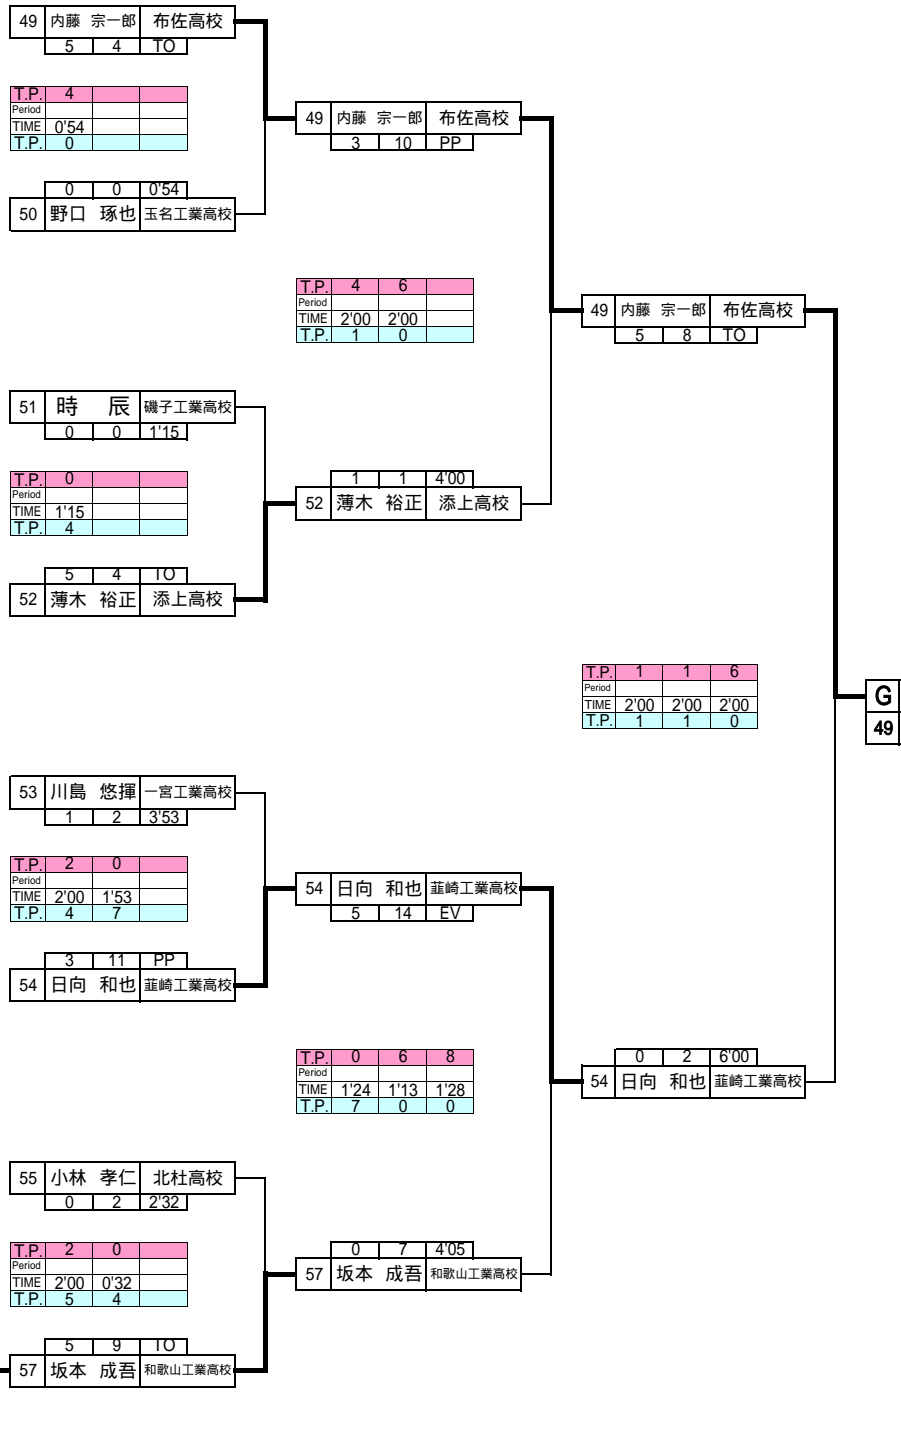 49 内藤 宗一郎 布佐高校
5 4 TO
T.P. 4
Period
TIME 0'54
T.P. 0
0 0 0'54
50 野口 琢也 玉名工業高校
49 内藤 宗一郎 布佐高校
3 10 PP
T.P. 4 6
Period
TIME 2'00 2'00
T.P. 1 0
49 内藤 宗一郎 布佐高校
5 8 TO
51 時 辰 磯子工業高校
0 0 1'15
T.P. 0
Period
TIME 1'15
T.P. 4
5 4 TO
52 薄木 裕正 添上高校
1 1 4'00
52 薄木 裕正 添上高校
T.P. 1 1 6
Period
TIME 2'00 2'00 2'00
T.P. 1 1 0
G
49
53 川島 悠揮 一宮工業高校
1 2 3'53
T.P. 2 0
Period
TIME 2'00 1'53
T.P. 4 7
3 11 PP
54 日向 和也 韮崎工業高校
54 日向 和也 韮崎工業高校
5 14 EV
T.P. 0 6 8
Period
TIME 1'24 1'13 1'28
T.P. 7 0 0
0 2 6'00
54 日向 和也 韮崎工業高校
55 小林 孝仁 北杜高校
0 2 2'32
T.P. 2 0
Period
TIME 2'00 0'32
T.P. 5 4
5 9 TO
57 坂本 成吾 和歌山工業高校
0 7 4'05
57 坂本 成吾 和歌山工業高校